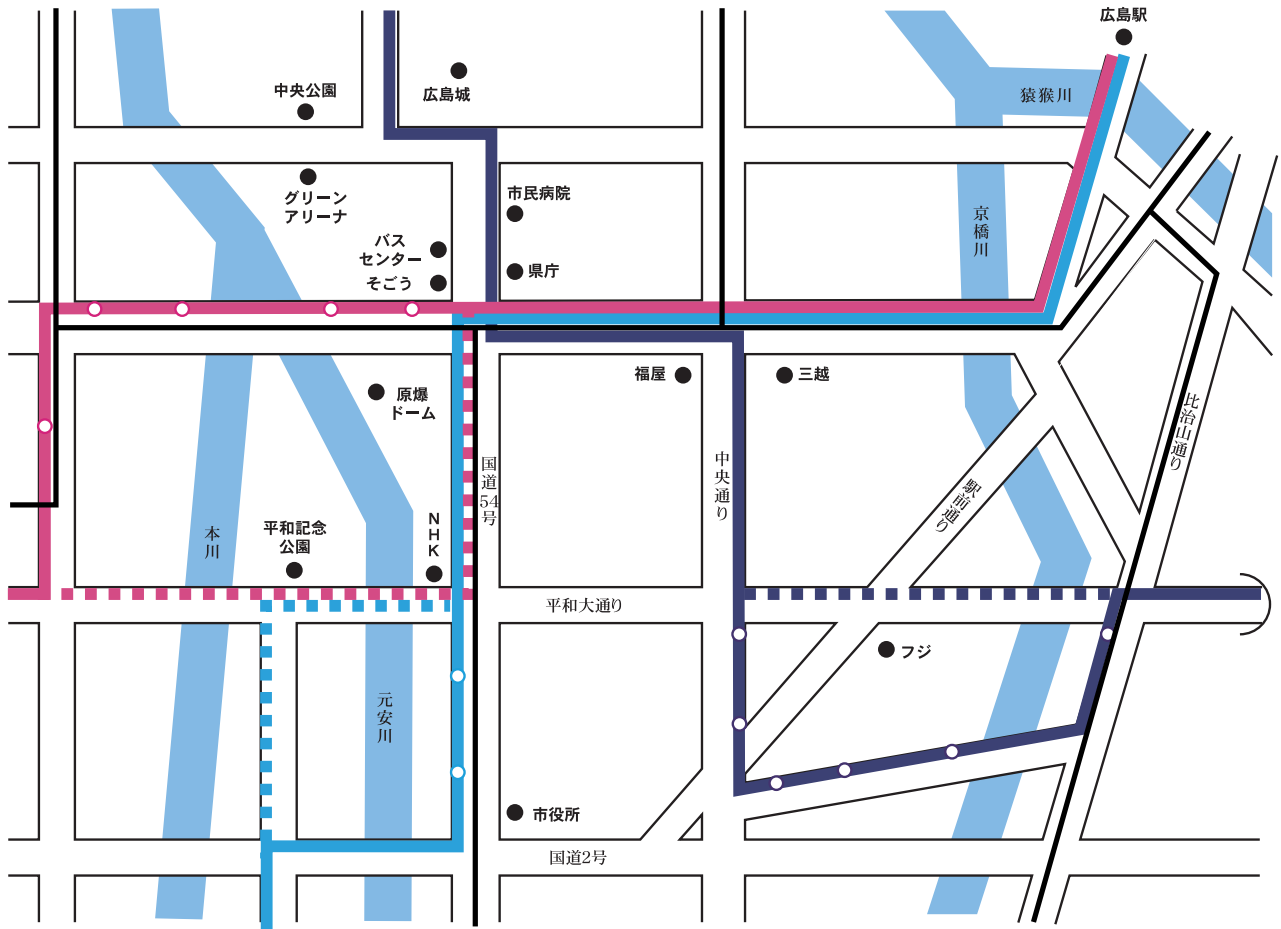 広島駅
中央公園
広島城
猿猴川
グリーン
アリーナ
市民病院
京橋川
バス
センター
そごう
県庁
福屋
三越
原爆
ドーム
比治山通り
国道54号
中央通り
駅前通り
本川
平和記念
公園
NHK
平和大通り
フジ
元安川
市役所
国道2号